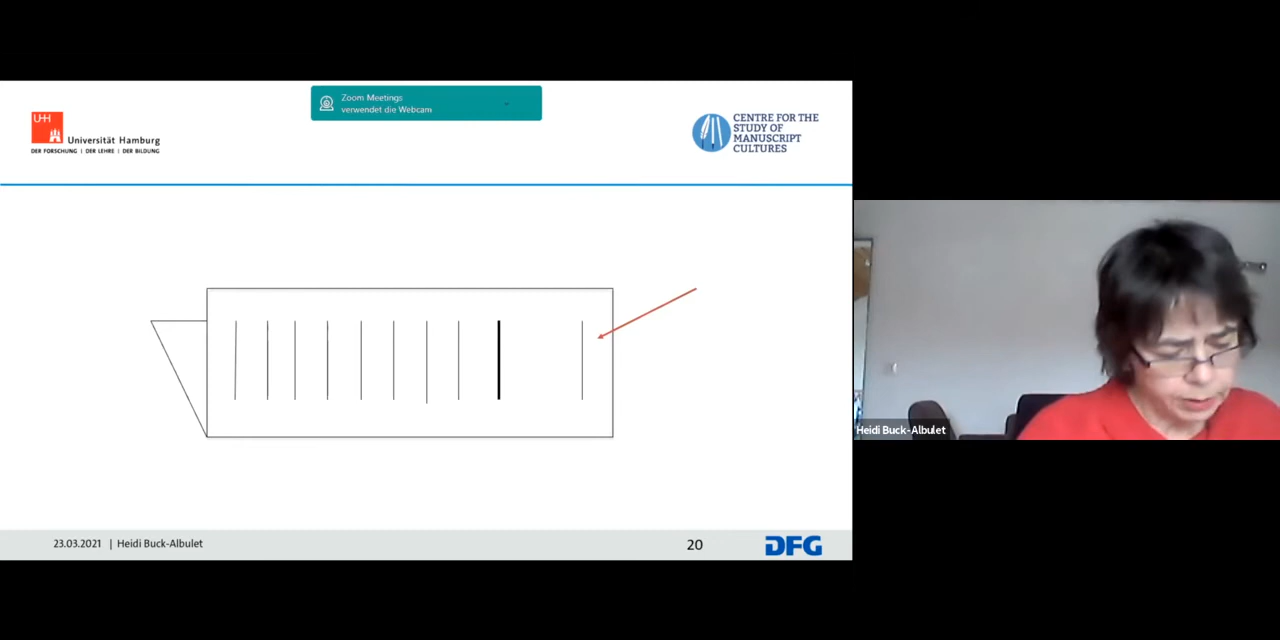 Zoom Meetings
verwendet die Webcam
UH
Universität Hamburg
DER FORSCHUNG | DER LEHRE | DER BILDUNG
CENTRE FOR THE
STUDY OF
MANUSCRIPT
CULTURES
Heidi Buck-Albulet
23.03.2021 | Heidi Buck-Albulet
20
DFG